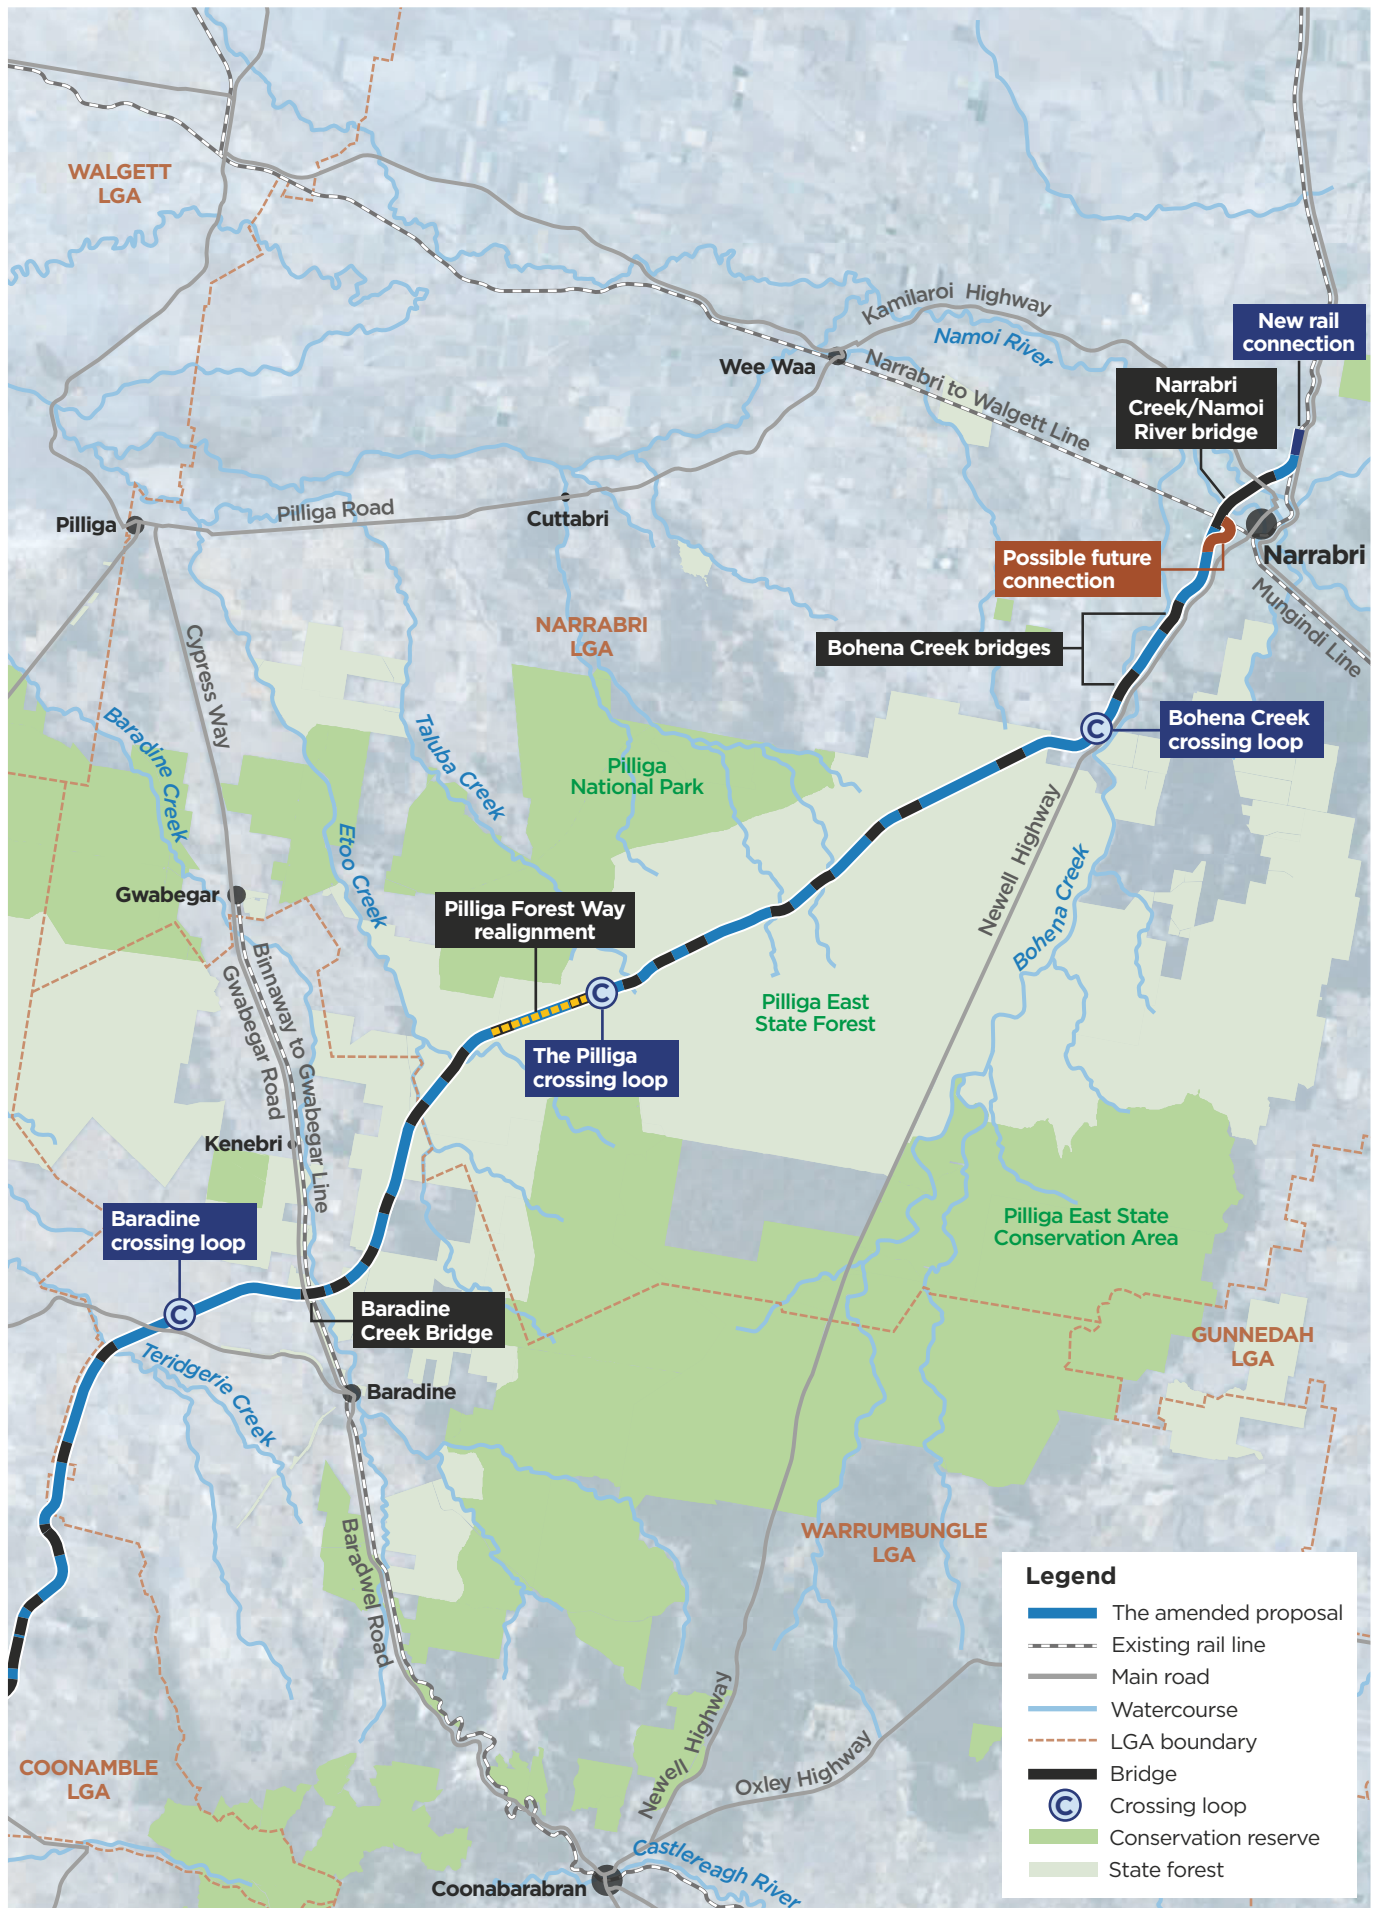 WALGETT
LGA
Kamilaroi Highway
Namoi River
New rail
connection
Wee Waa
Narrabri to Walgett Line
Narrabri
Creek/Namoi
River bridge
Pilliga
Pilliga Road
Cuttabri
Possible future
connection
Narrabri
Mungindi Line
NARRABRI
LGA
Bohena Creek bridges
Cypress Way
Baradine Creek
Taluba Creek
Bohena Creek
crossing loop
C
Pilliga
National Park
Etoo Creek
Newell Highway
Bohena Creek
Gwabegar
Pilliga Forest Way
realignment
Binnaway to Gwabegar Line
Gwabegar Road
C
Pilliga East
State Forest
The Pilliga
crossing loop
Kenebri
Baradine
crossing loop
Pilliga East State
Conservation Area
C
Baradine
Creek Bridge
GUNNEDAH
LGA
Teridgerie Creek
Baradine
Baradwel Road
WARRUMBUNGLE
LGA
Newell Highway
Oxley Highway
COONAMBLE
LGA
Castlereagh River
Coonabarabran
Legend
The amended proposal
Existing rail line
Main road
Watercourse
LGA boundary
Bridge
C Crossing loop
Conservation reserve
State forest